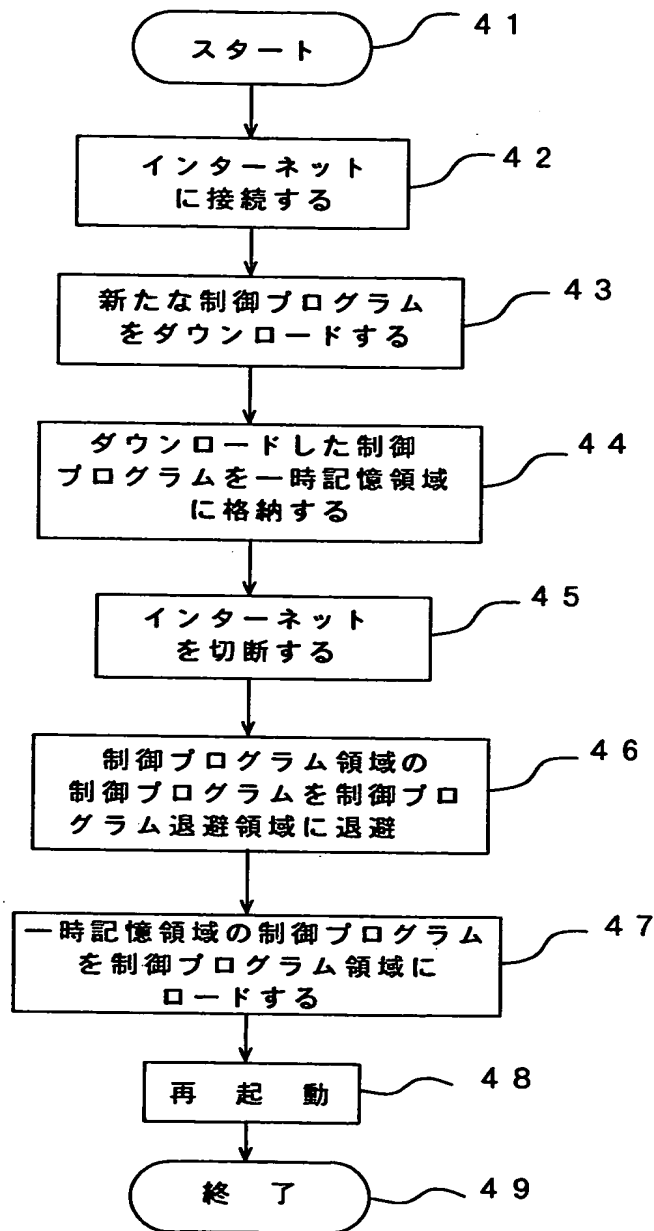 スタート
41
インターネット
に接続する
42
新たな制御プログラム
をダウンロードする
43
ダウンロードした制御
プログラムを一時記憶領域
に格納する
44
インターネット
を切断する
45
制御プログラム領域の
制御プログラムを制御プロ
グラム退避領域に退避
46
一時記憶領域の制御プログラム
を制御プログラム領域に
ロードする
47
再起動
48
終了
49